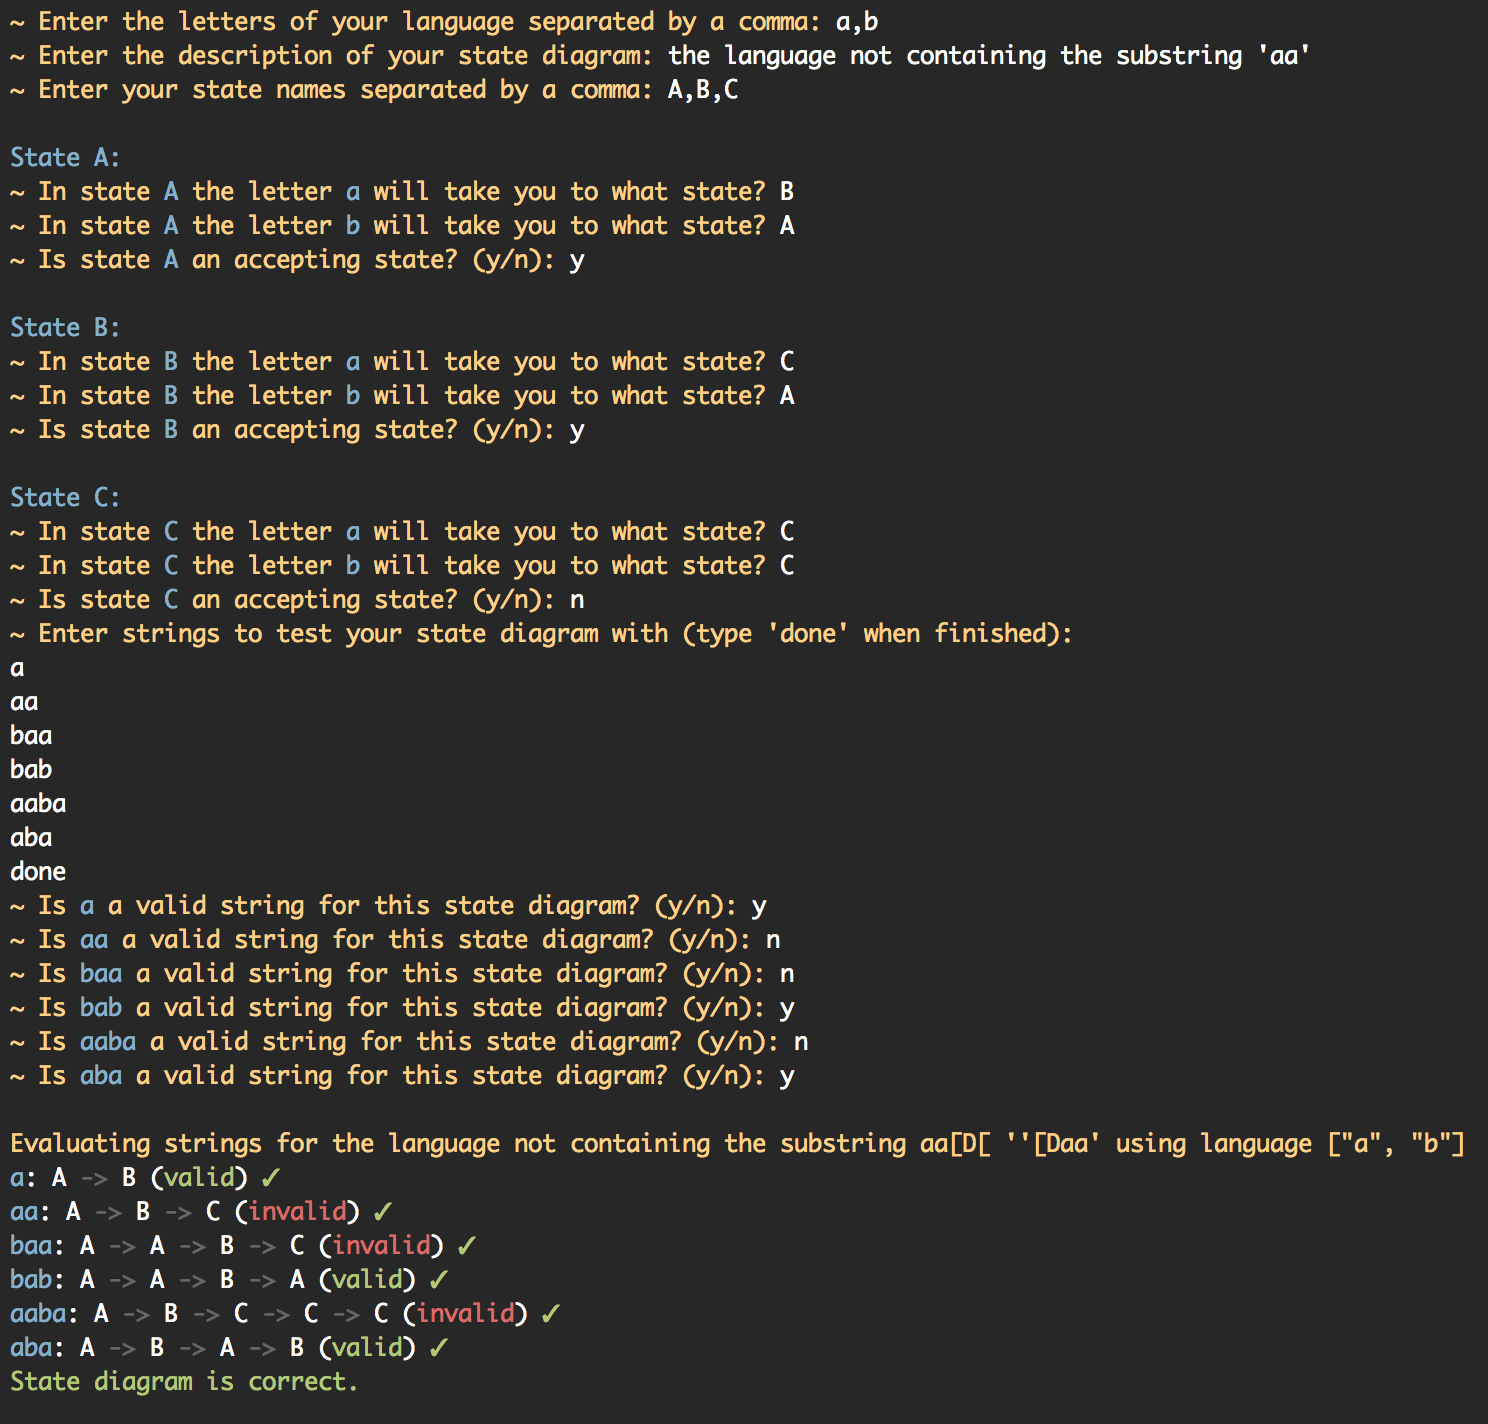 ~ Enter the letters of your language separated by a comma: a,b
~ Enter the description of your state diagram: the language not containing the substring 'aa'
~ Enter your state names separated by a comma: A,B,C
State A:
~ In state A the letter a will take you to what state? B
~ In state A the letter b will take you to what state? A
~ Is state A an accepting state? (y/n): y
State B:
~ In state B the letter a will take you to what state? C
~ In state B the letter b will take you to what state? A
~ Is state B an accepting state? (y/n): y
State C:
~ In state C the letter a will take you to what state? C
~ In state C the letter b will take you to what state? C
~ Is state C an accepting state? (y/n): n
~ Enter strings to test your state diagram with (type 'done' when finished):
a
aa
baa
bab
aaba
aba
done
~ Is a a valid string for this state diagram? (y/n): y
~ Is aa a valid string for this state diagram? (y/n): n
~ Is baa a valid string for this state diagram? (y/n): n
~ Is bab a valid string for this state diagram? (y/n): y
~ Is aaba a valid string for this state diagram? (y/n): n
~ Is aba a valid string for this state diagram? (y/n): y
Evaluating strings for the language not containing the substring aa[D[ ''[Daa' using language ["a", "b"]
a: A -> B (valid) ✓
aa: A -> B -> C (invalid) ✓
baa: A -> A -> B -> C (invalid) ✓
bab: A -> A -> B -> A (valid) ✓
aaba: A -> B -> C -> C -> C (invalid) ✓
aba: A -> B -> A -> B (valid) ✓
State diagram is correct.